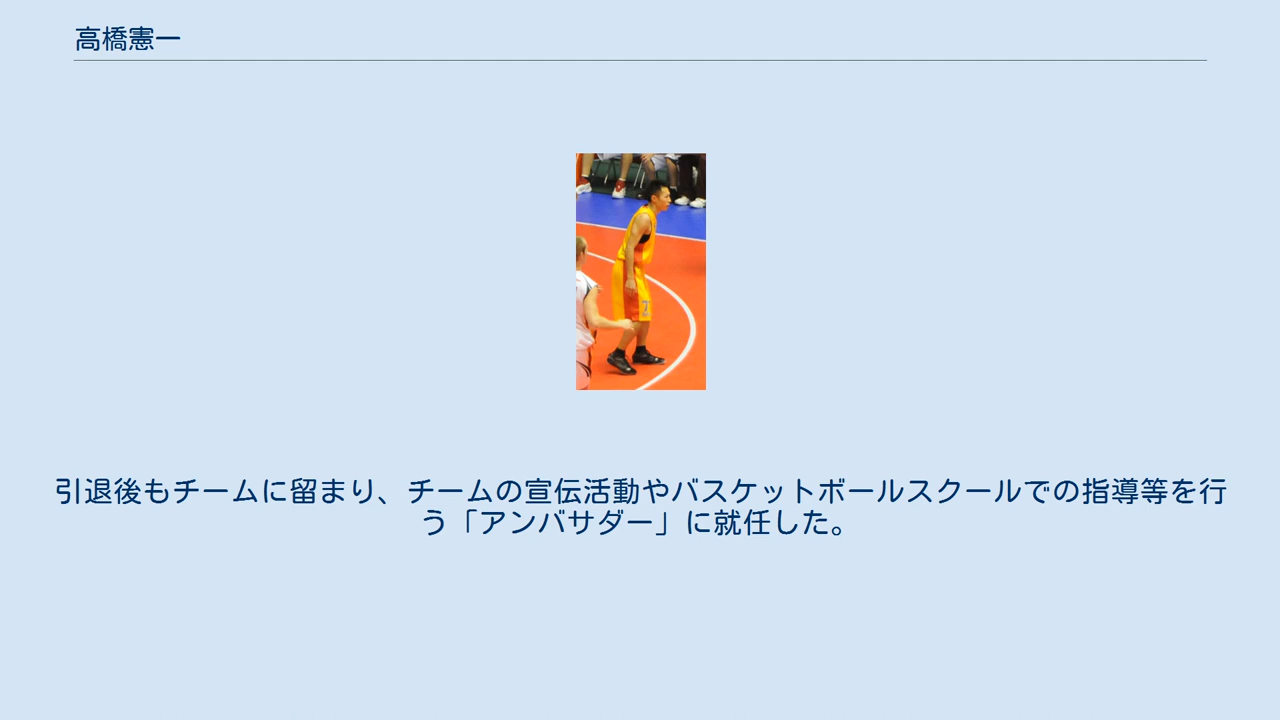 高橋憲一
7
引退後もチームに留まり、チームの宣伝活動やバスケットボールスクールでの指導等を行
う「アンバサダー」に就任した。